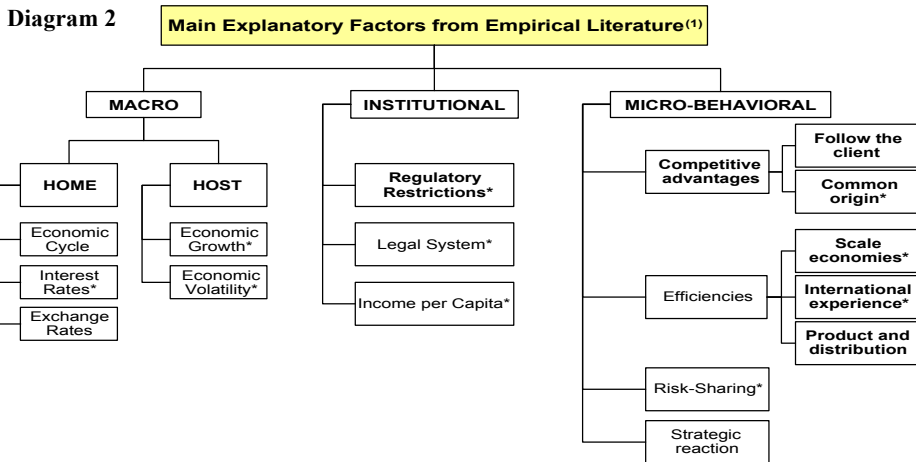 Diagram 2
Main Explanatory Factors from Empirical Literature(1)
MACRO
INSTITUTIONAL
MICRO-BEHAVIORAL
HOME
HOST
Economic
Cycle
Interest
Rates*
Exchange
Rates
Economic
Growth*
Economic
Volatility*
Regulatory
Restrictions*
Legal System*
Income per Capita*
Competitive
advantages
Follow the
client
Common
origin*
Efficiencies
Scale
economies*
International
experience*
Product and
distribution
Risk-Sharing*
Strategic
reaction